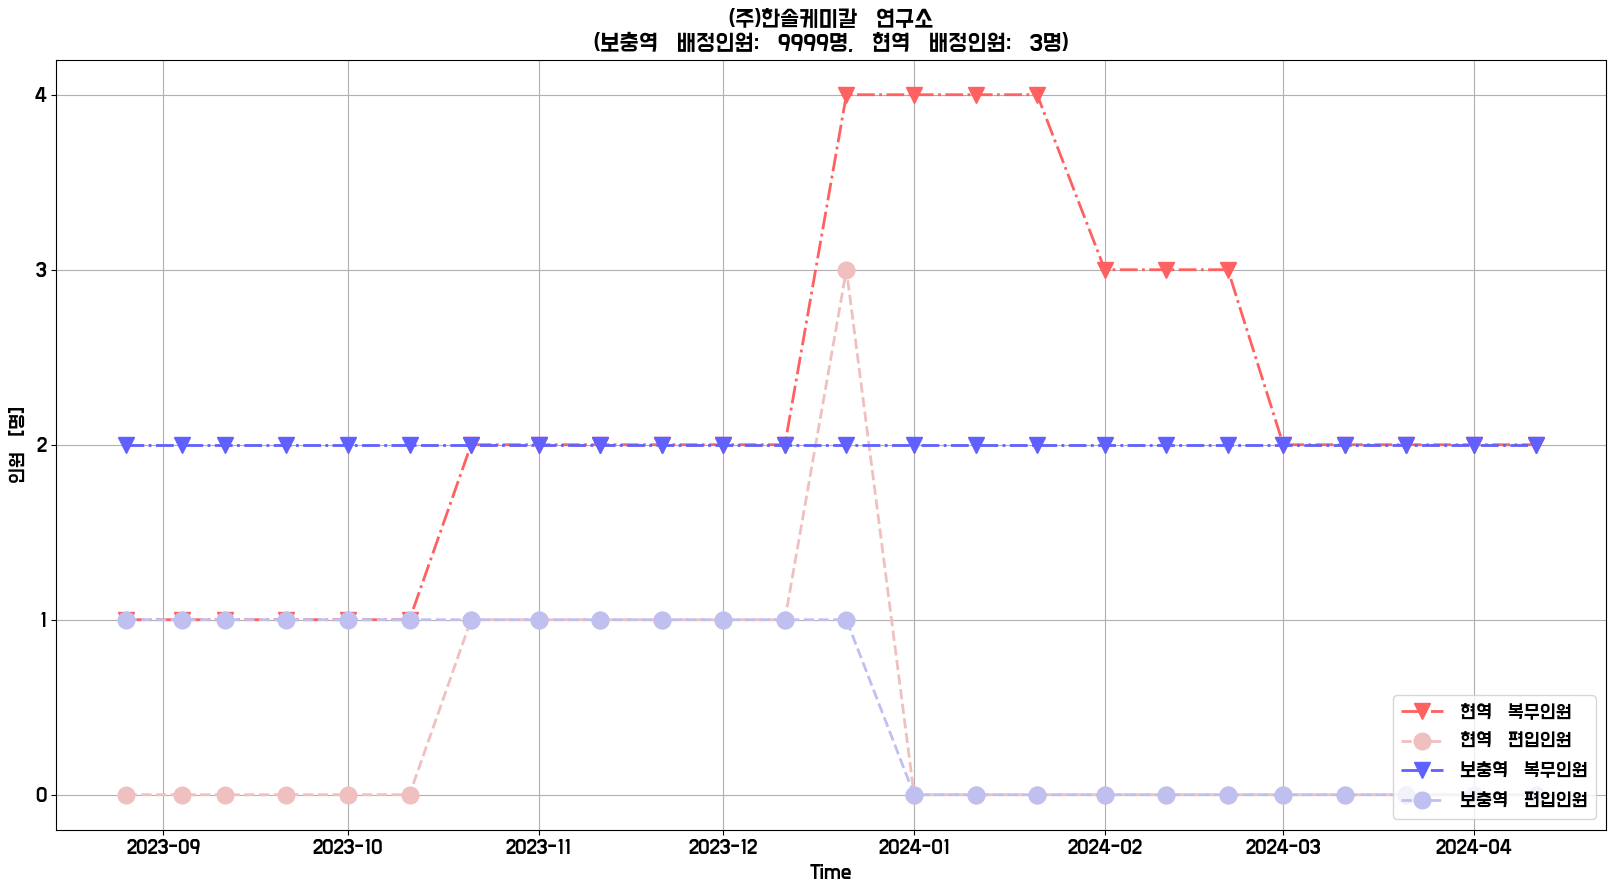 (주)한솔케미칼 연구소
(보충역 배정인원: 9999명, 현역 배정인원: 3명)
4
3
2
1
0
인원 [명]
2023-09 2023-10 2023-11 2023-12 2024-01 2024-02 2024-03 2024-04
Time
현역 복무인원
현역 편입인원
보충역 복무인원
보충역 편입인원